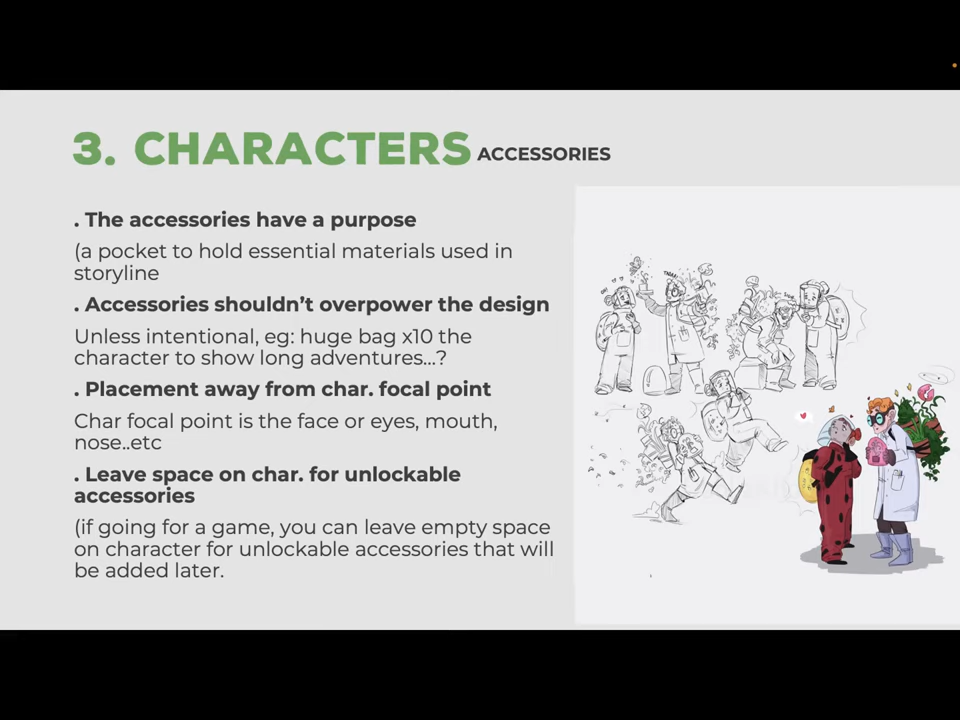 3. CHARACTERS ACCESSORIES
. The accessories have a purpose
(a pocket to hold essential materials used in
storyline
. Accessories shouldn't overpower the design
Unless intentional, eg: huge bag x10 the
character to show long adventures...?
. Placement away from char. focal point
Char focal point is the face or eyes, mouth,
nose..etc
. Leave space on char. for unlockable
accessories
(if going for a game, you can leave empty space
on character for unlockable accessories that will
be added later.